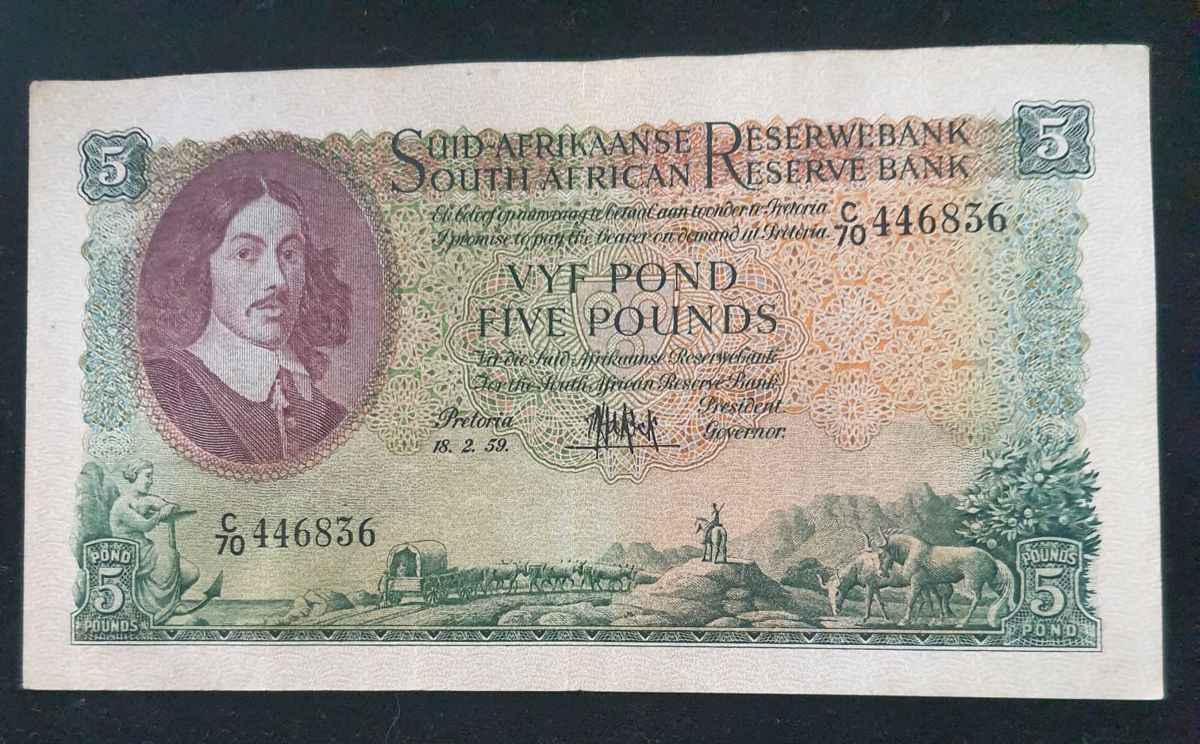 5
5
SUID-AFRIKAANSE RESERWEBANK
SOUTH AFRICAN RESERVE BANK
Ek beloof op aanvraag te betaal aan toonder te Pretoria.
I promise to pay the bearer on demand at Pretoria.
C/70 446836
VYF POND
FIVE POUNDS
Vir die Suid-Afrikaanse Reserwebank
For the South African Reserve Bank
Pretoria
18. 2. 59.
President.
Governor.
C/70 446836
POND
5
POUNDS
POUNDS
5
POND